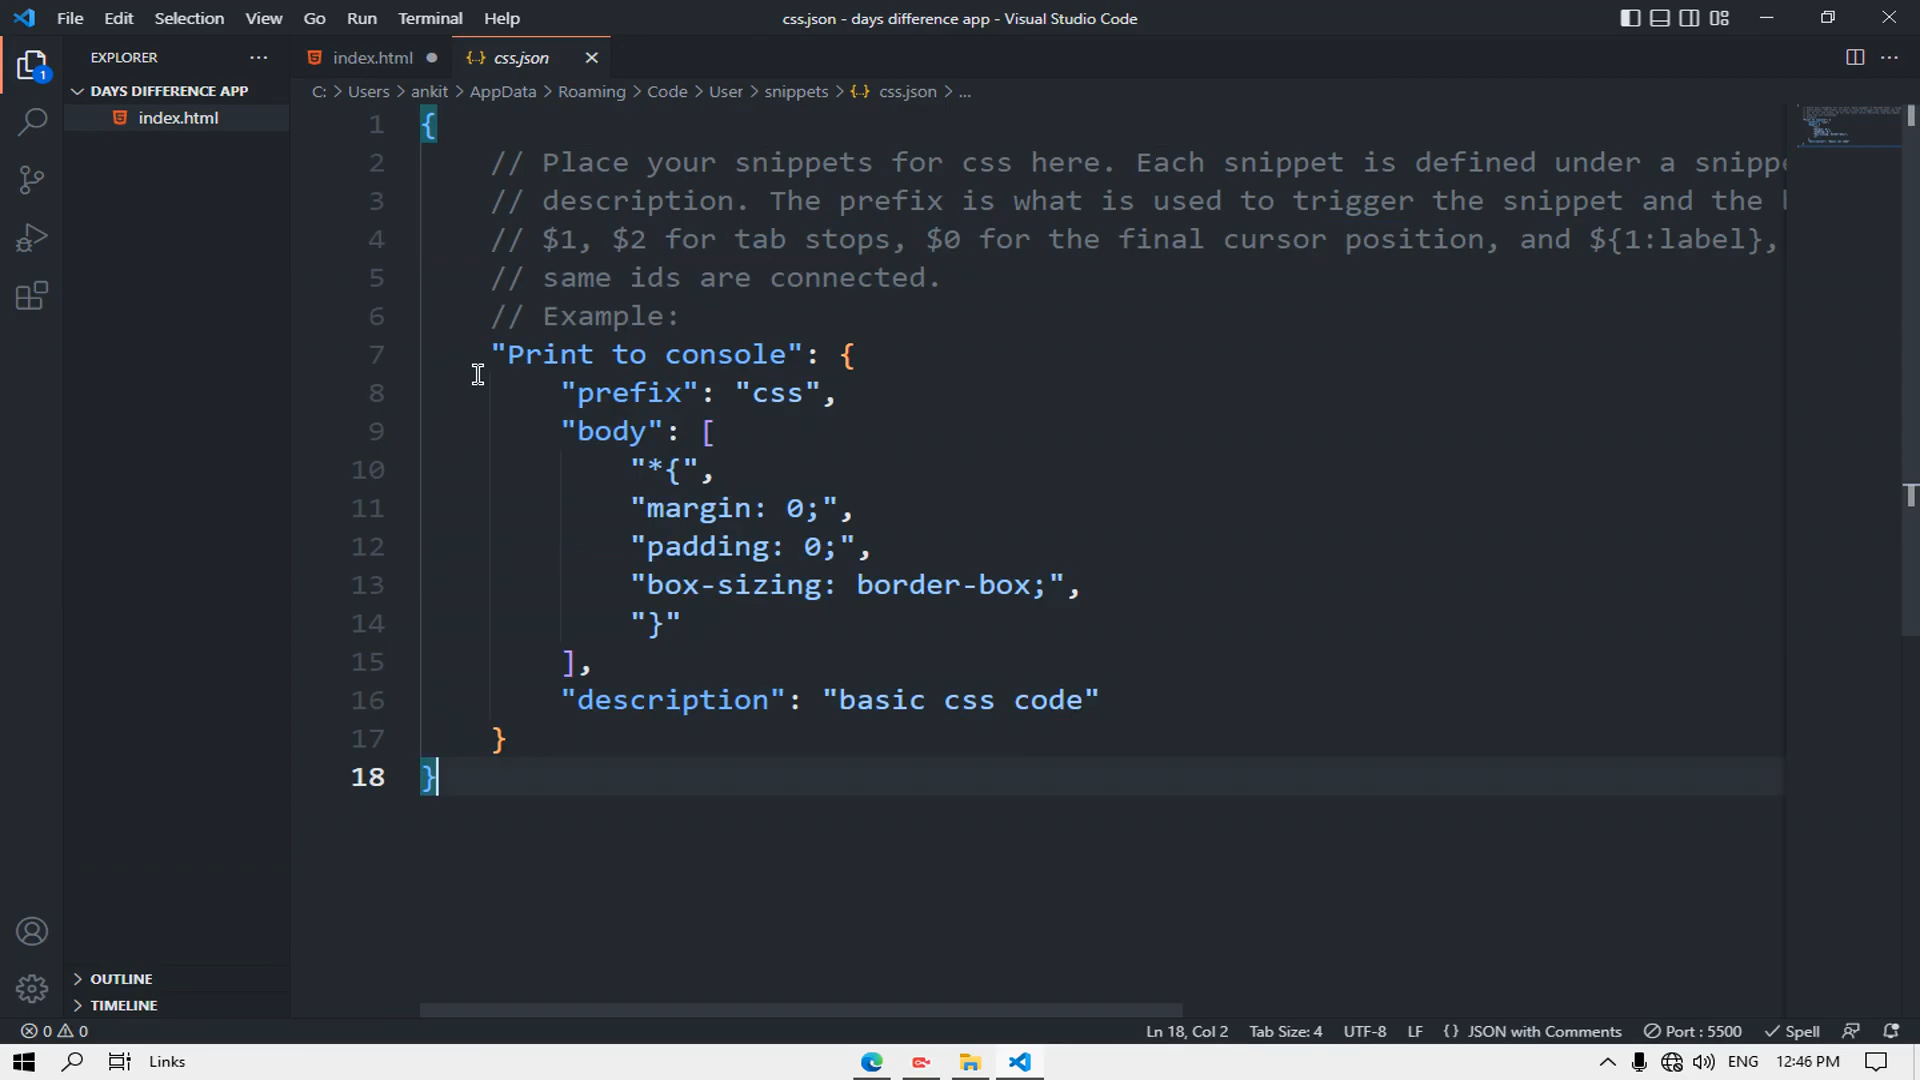 File Edit Selection View Go Run Terminal Help
css.json - days difference app - Visual Studio Code
EXPLORER ...
index.html
{..} css.json
1
DAYS DIFFERENCE APP
index.html
C: > Users > ankit > AppData > Roaming > Code > User > snippets > {..} css.json > ...
1 {
2 // Place your snippets for css here. Each snippet is defined under a snipp
3 // description. The prefix is what is used to trigger the snippet and the
4 // $1, $2 for tab stops, $0 for the final cursor position, and ${1:label},
5 // same ids are connected.
6 // Example:
7 "Print to console": {
8 "prefix": "css",
9 "body": [
10 "*{",
11 "margin: 0;",
12 "padding: 0;",
13 "box-sizing: border-box;",
14 "}"
15 ],
16 "description": "basic css code"
17 }
18 }
OUTLINE
TIMELINE
0 0
Ln 18, Col 2 Tab Size: 4 UTF-8 LF {} JSON with Comments Port : 5500 Spell
Links
ENG 12:46 PM